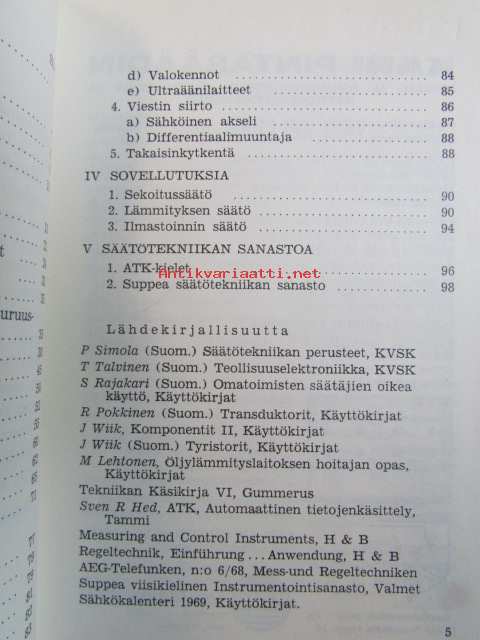 d) Valokennot ........ 84
e) Ultraäänilaitteet ........ 85
4. Viestin siirto ........ 86
a) Sähköinen akseli ........ 87
b) Differentiaalimuuntaja ........ 88
5. Takaisinkytkentä ........ 88
IV SOVELLUTUKSIA
1. Sekoitussäätö ........ 90
2. Lämmityksen säätö ........ 90
3. Ilmastoinnin säätö ........ 94
V SÄÄTÖTEKNIIKAN SANASTOA
1. ATK-kielet ........ 96
Antikvariaatti.net
2. Suppea säätötekniikan sanasto ........ 98
Lähdekirjallisuutta
P Simola (Suom.) Säätötekniikan perusteet, KVSK
T Talvinen (Suom.) Teollisuuselektroniikka, KVSK
S Rajakari (Suom.) Omatoimisten säätäjien oikea
käyttö, Käyttökirjat
R Pokkinen (Suom.) Transduktorit, Käyttökirjat
J Wiik, Komponentit II, Käyttökirjat
J Wiik (Suom.) Tyristorit, Käyttökirjat
M Lehtonen, Öljylämmityslaitoksen hoitajan opas,
Käyttökirjat
Tekniikan Käsikirja VI, Gummerus
Sven R Hed, ATK, Automaattinen tietojenkäsittely,
Tammi
Measuring and Control Instruments, H & B
Regeltechnik, Einführung ... Anwendung, H & B
AEG-Telefunken, n:o 6/68, Mess-und Regeltechniken
Suppea viisikielinen Instrumentointisanasto, Valmet
Sähkökalenteri 1969, Käyttökirjat.
5